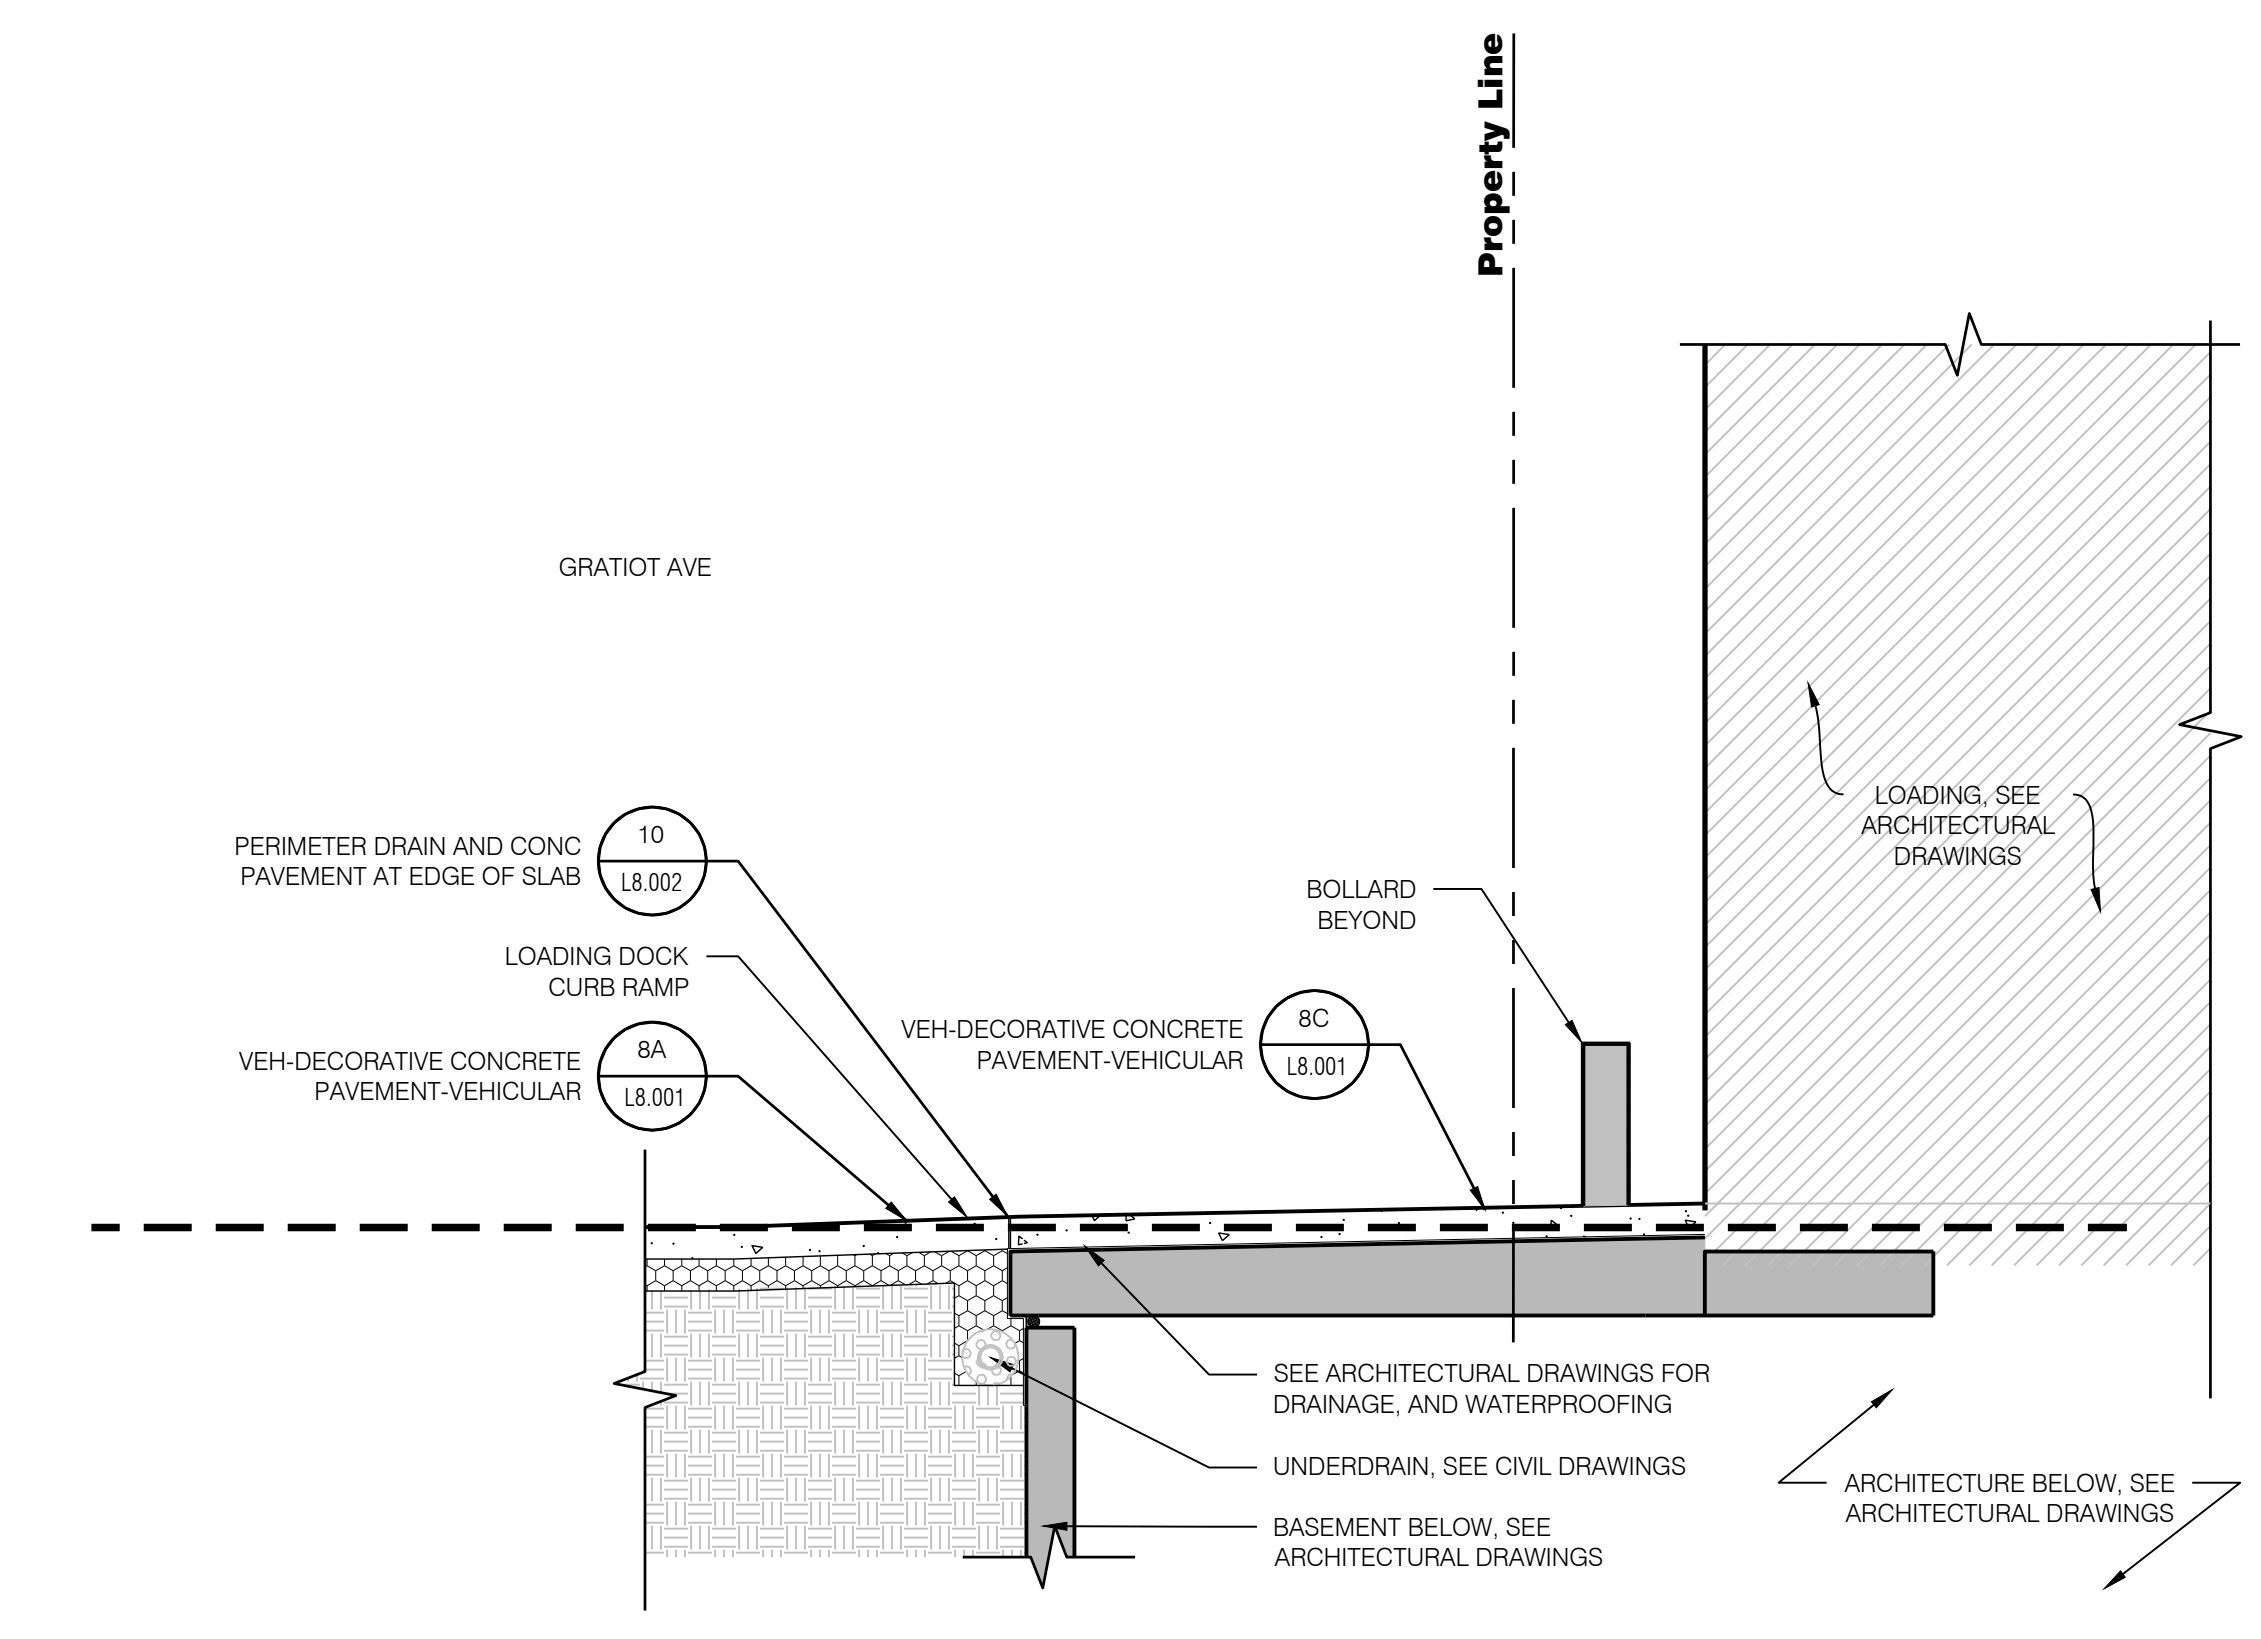 Property Line
GRATIOT AVE
LOADING, SEE
ARCHITECTURAL
DRAWINGS
PERIMETER DRAIN AND CONC
PAVEMENT AT EDGE OF SLAB
10
L8.002
BOLLARD
BEYOND
LOADING DOCK
CURB RAMP
VEH-DECORATIVE CONCRETE
PAVEMENT-VEHICULAR
8C
L8.001
VEH-DECORATIVE CONCRETE
PAVEMENT-VEHICULAR
8A
L8.001
SEE ARCHITECTURAL DRAWINGS FOR
DRAINAGE, AND WATERPROOFING
UNDERDRAIN, SEE CIVIL DRAWINGS
ARCHITECTURE BELOW, SEE
ARCHITECTURAL DRAWINGS
BASEMENT BELOW, SEE
ARCHITECTURAL DRAWINGS